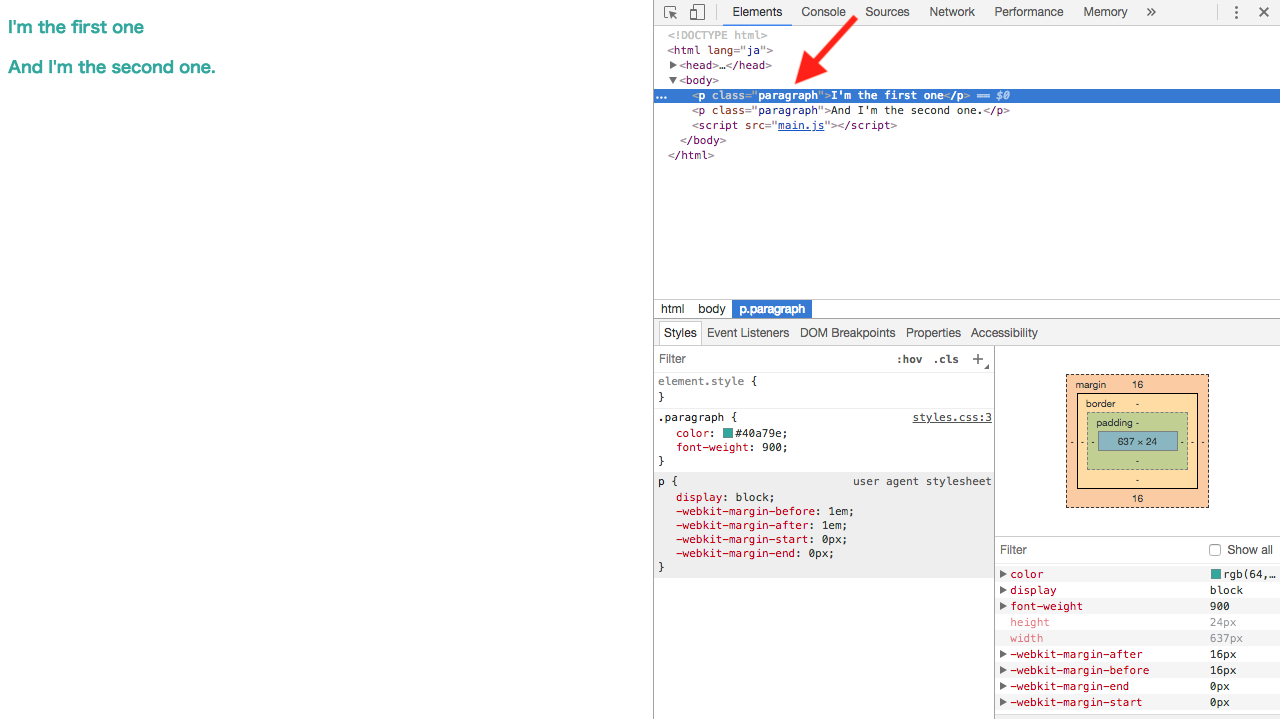 I'm the first one
And I'm the second one.
Elements Console Sources Network Performance Memory »
<!DOCTYPE html>
<html lang="ja">
▶<head>…</head>
▼<body>
… <p class="paragraph">I'm the first one</p> == $0
<p class="paragraph">And I'm the second one.</p>
<script src="main.js"></script>
</body>
</html>
html body p.paragraph
Styles Event Listeners DOM Breakpoints Properties Accessibility
Filter :hov .cls +
element.style {
}
.paragraph { styles.css:3
color: #40a79e;
font-weight: 900;
}
p { user agent stylesheet
display: block;
-webkit-margin-before: 1em;
-webkit-margin-after: 1em;
-webkit-margin-start: 0px;
-webkit-margin-end: 0px;
}
margin 16
border -
padding -
- - - 637 × 24 - - -
-
-
16
Filter Show all
▶ color rgb(64,…
▶ display block
▶ font-weight 900
height 24px
width 637px
▶ -webkit-margin-after 16px
▶ -webkit-margin-before 16px
▶ -webkit-margin-end 0px
▶ -webkit-margin-start 0px